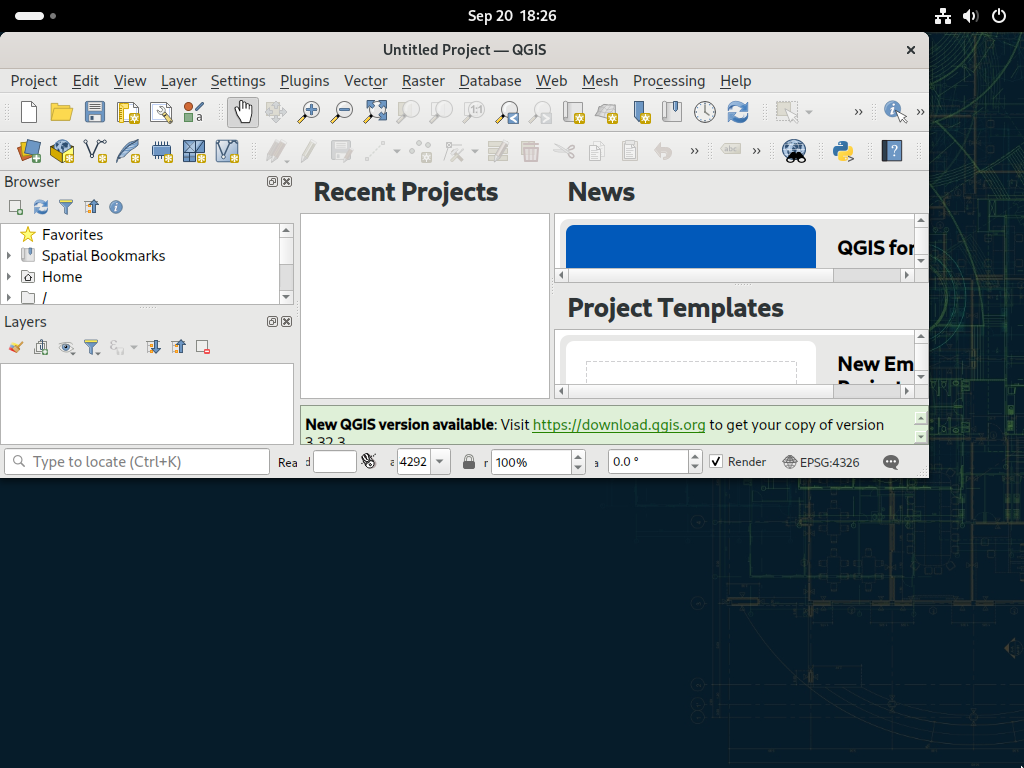 Sep 20 18:26
Untitled Project — QGIS
Project Edit View Layer Settings Plugins Vector Raster Database Web Mesh Processing Help
Browser
Favorites
Spatial Bookmarks
Home
/
Layers
Recent Projects
News
QGIS for
Project Templates
New Em
New QGIS version available: Visit https://download.qgis.org to get your copy of version
3.32.3
Type to locate (Ctrl+K)
Rea
4292
100%
0.0 °
Render
EPSG:4326